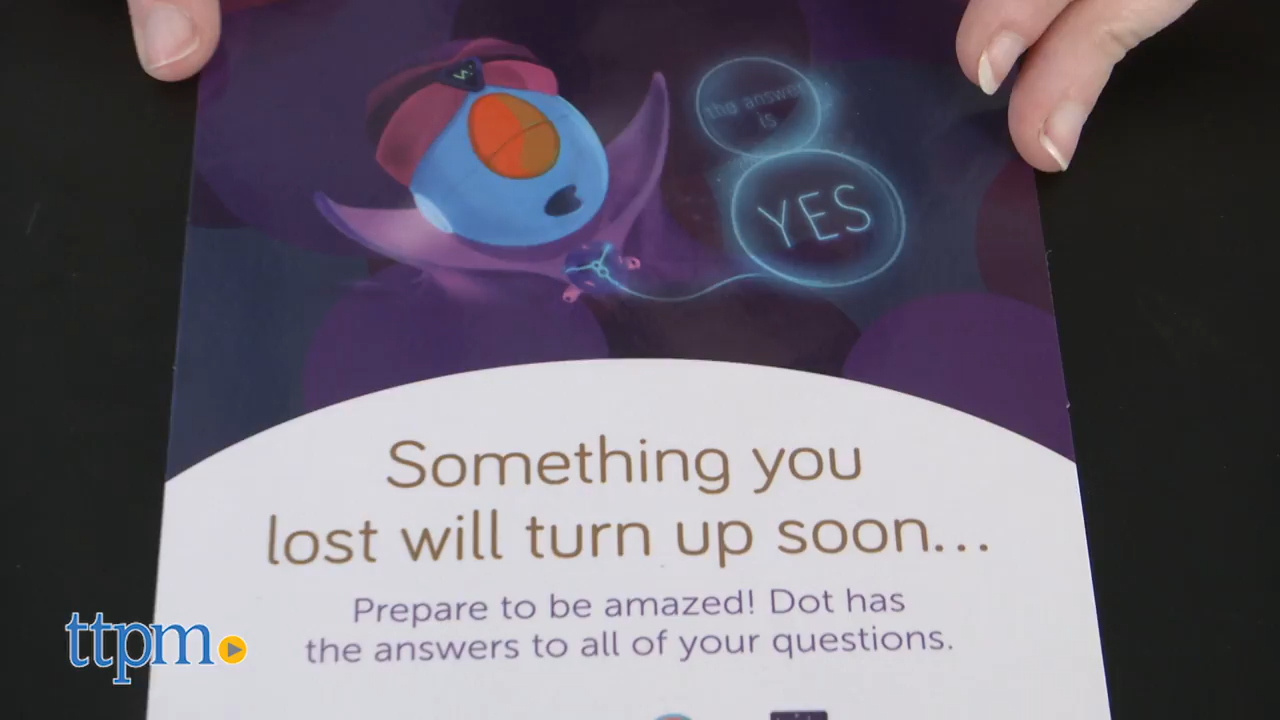 the answer
is
YES
Something you
lost will turn up soon...
Prepare to be amazed! Dot has
the answers to all of your questions.
ttpm